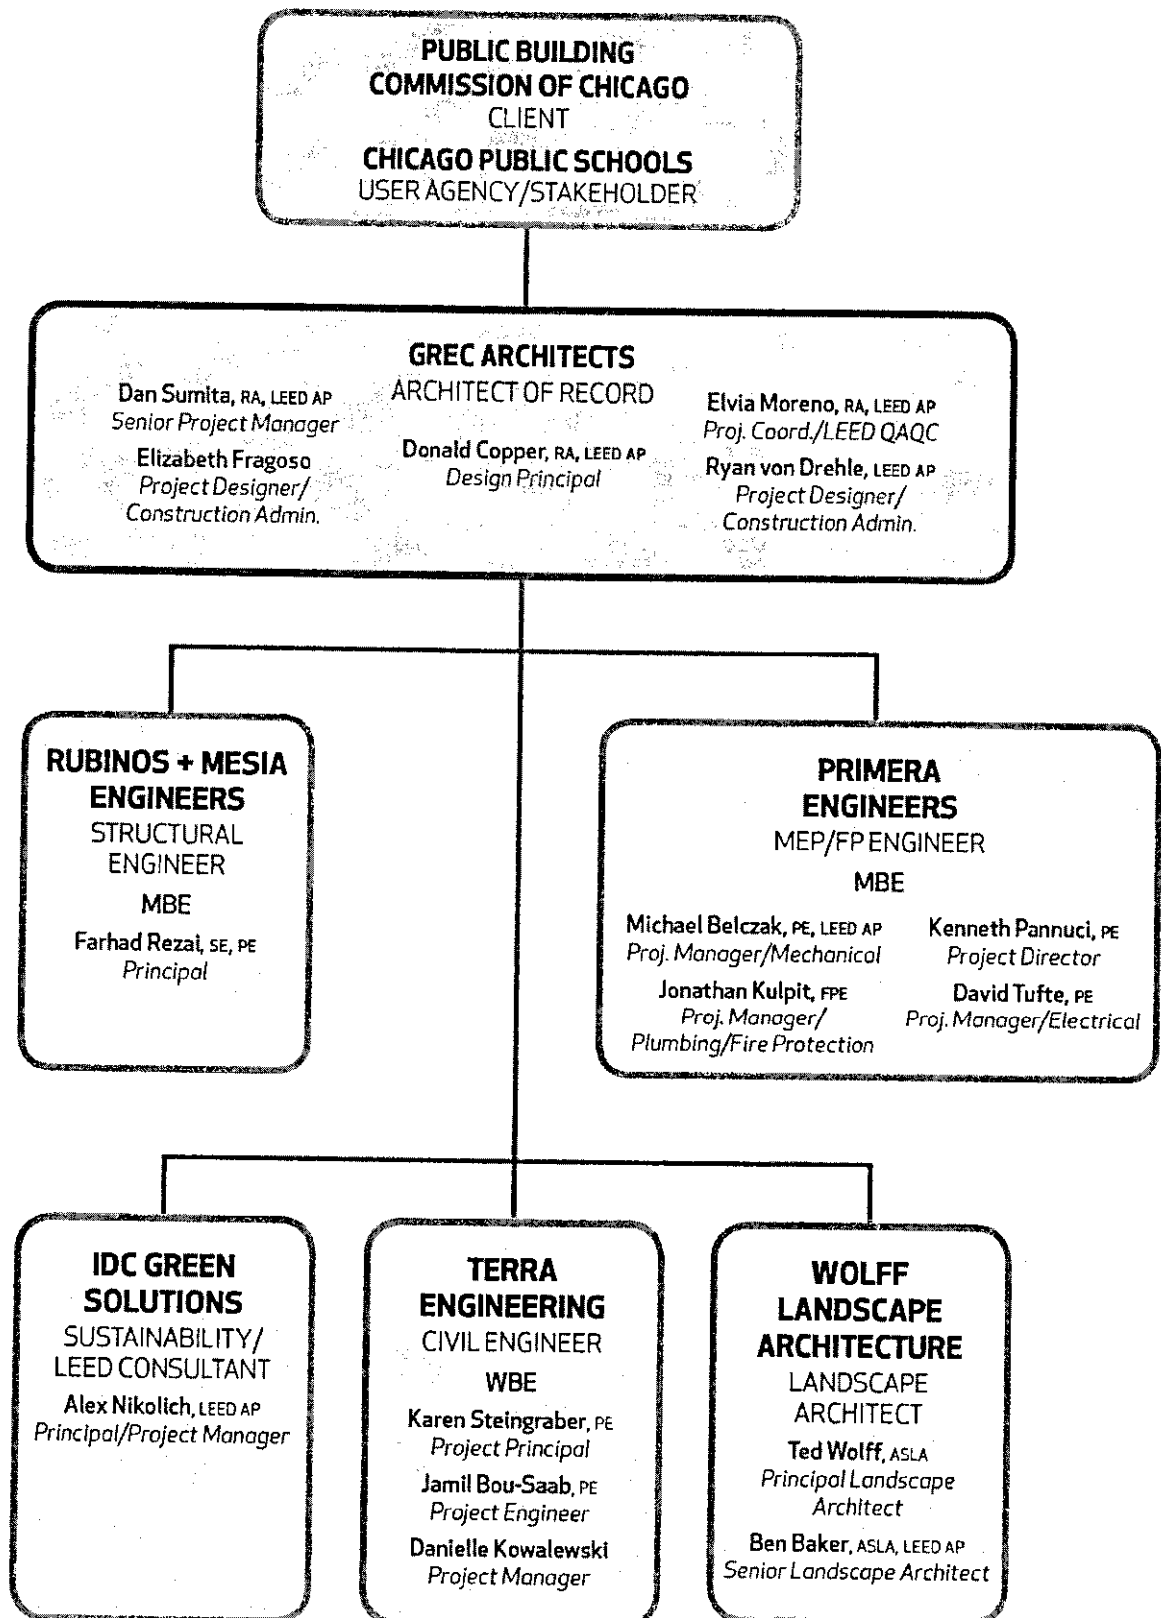 PUBLIC BUILDING
COMMISSION OF CHICAGO
CLIENT
CHICAGO PUBLIC SCHOOLS
USER AGENCY/STAKEHOLDER
GREC ARCHITECTS
ARCHITECT OF RECORD
Dan Sumita, RA, LEED AP
Senior Project Manager
Elizabeth Fragoso
Project Designer/
Construction Admin.
Donald Copper, RA, LEED AP
Design Principal
Elvia Moreno, RA, LEED AP
Proj. Coord./LEED QAQC
Ryan von Drehle, LEED AP
Project Designer/
Construction Admin.
RUBINOS + MESIA
ENGINEERS
STRUCTURAL
ENGINEER
MBE
Farhad Rezai, SE, PE
Principal
PRIMERA
ENGINEERS
MEP/FP ENGINEER
MBE
Michael Belczak, PE, LEED AP
Proj. Manager/Mechanical
Jonathan Kulpit, FPE
Proj. Manager/
Plumbing/Fire Protection
Kenneth Pannuci, PE
Project Director
David Tufte, PE
Proj. Manager/Electrical
IDC GREEN
SOLUTIONS
SUSTAINABILITY/
LEED CONSULTANT
Alex Nikolich, LEED AP
Principal/Project Manager
TERRA
ENGINEERING
CIVIL ENGINEER
WBE
Karen Steingraber, PE
Project Principal
Jamil Bou-Saab, PE
Project Engineer
Danielle Kowalewski
Project Manager
WOLFF
LANDSCAPE
ARCHITECTURE
LANDSCAPE
ARCHITECT
Ted Wolff, ASLA
Principal Landscape
Architect
Ben Baker, ASLA, LEED AP
Senior Landscape Architect